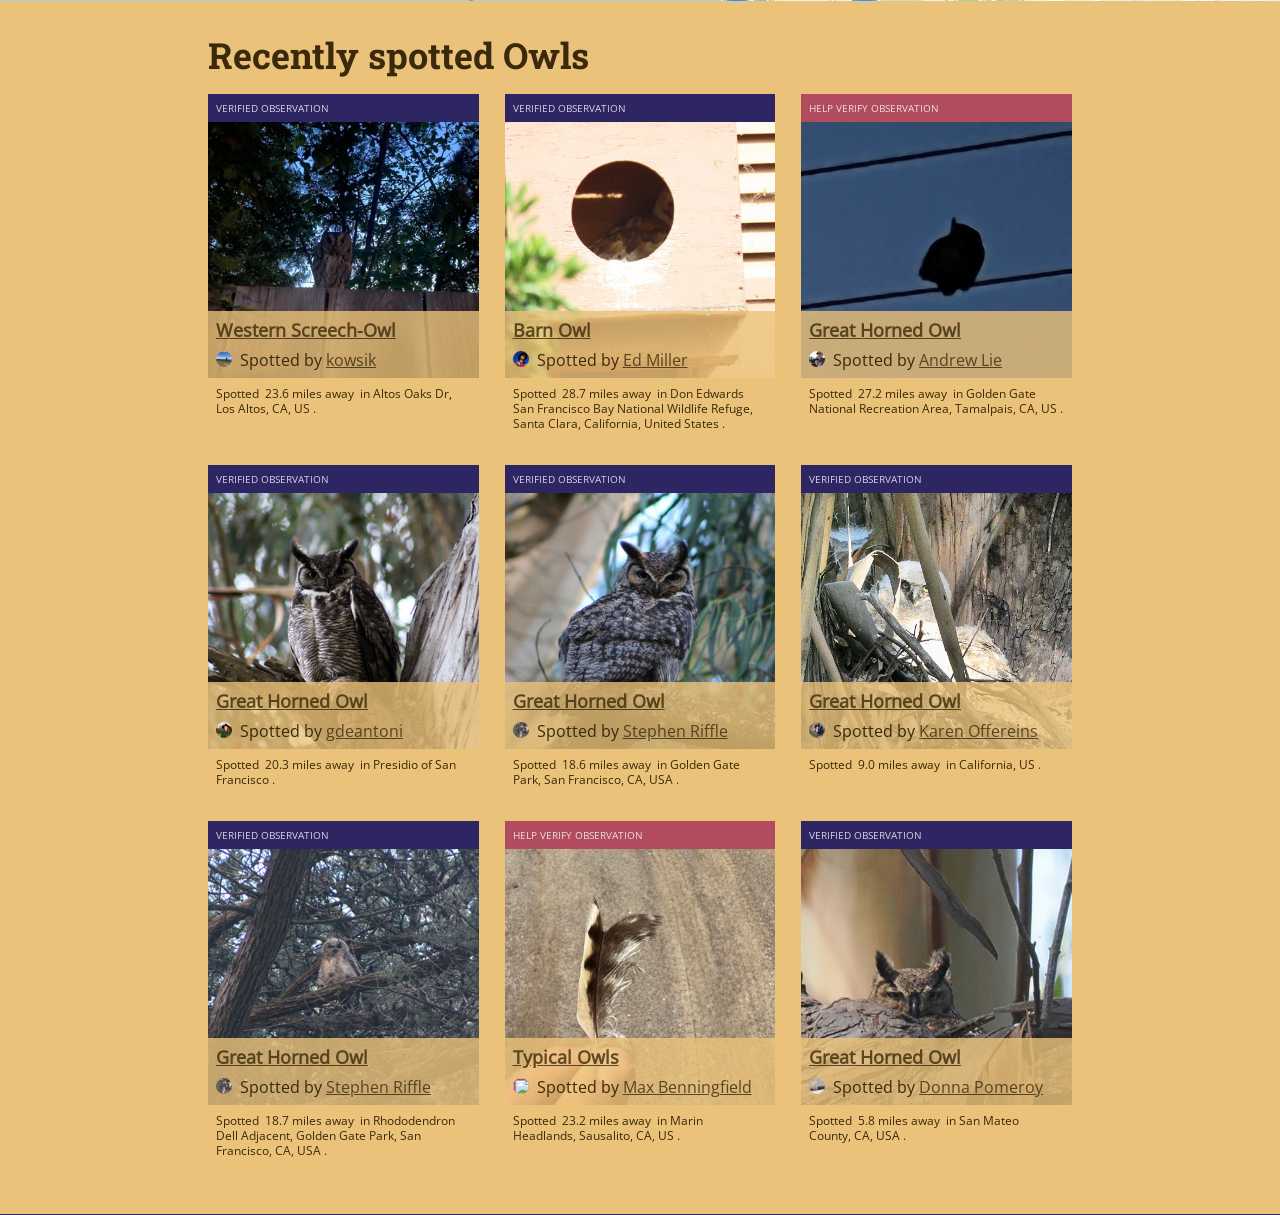 Recently spotted Owls
VERIFIED OBSERVATION
Western Screech-Owl
Spotted by kowsik
Spotted 23.6 miles away in Altos Oaks Dr,
Los Altos, CA, US .
VERIFIED OBSERVATION
Barn Owl
Spotted by Ed Miller
Spotted 28.7 miles away in Don Edwards
San Francisco Bay National Wildlife Refuge,
Santa Clara, California, United States .
HELP VERIFY OBSERVATION
Great Horned Owl
Spotted by Andrew Lie
Spotted 27.2 miles away in Golden Gate
National Recreation Area, Tamalpais, CA, US .
VERIFIED OBSERVATION
Great Horned Owl
Spotted by gdeantoni
Spotted 20.3 miles away in Presidio of San
Francisco .
VERIFIED OBSERVATION
Great Horned Owl
Spotted by Stephen Riffle
Spotted 18.6 miles away in Golden Gate
Park, San Francisco, CA, USA .
VERIFIED OBSERVATION
Great Horned Owl
Spotted by Karen Offereins
Spotted 9.0 miles away in California, US .
VERIFIED OBSERVATION
Great Horned Owl
Spotted by Stephen Riffle
Spotted 18.7 miles away in Rhododendron
Dell Adjacent, Golden Gate Park, San
Francisco, CA, USA .
HELP VERIFY OBSERVATION
Typical Owls
Spotted by Max Benningfield
Spotted 23.2 miles away in Marin
Headlands, Sausalito, CA, US .
VERIFIED OBSERVATION
Great Horned Owl
Spotted by Donna Pomeroy
Spotted 5.8 miles away in San Mateo
County, CA, USA .